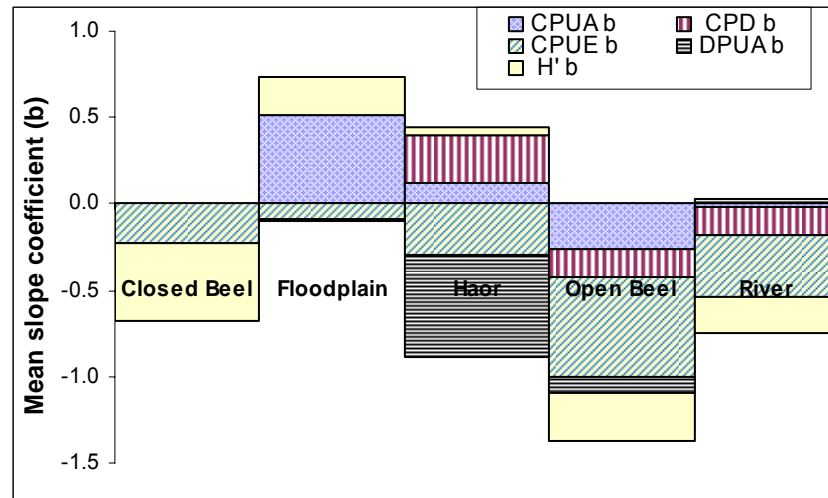 CPUA b CPD b
CPUE b DPUA b
H' b
Mean slope coefficient (b)
1.0
0.5
0.0
-0.5
-1.0
-1.5
Closed Beel Floodplain Haor Open Beel River